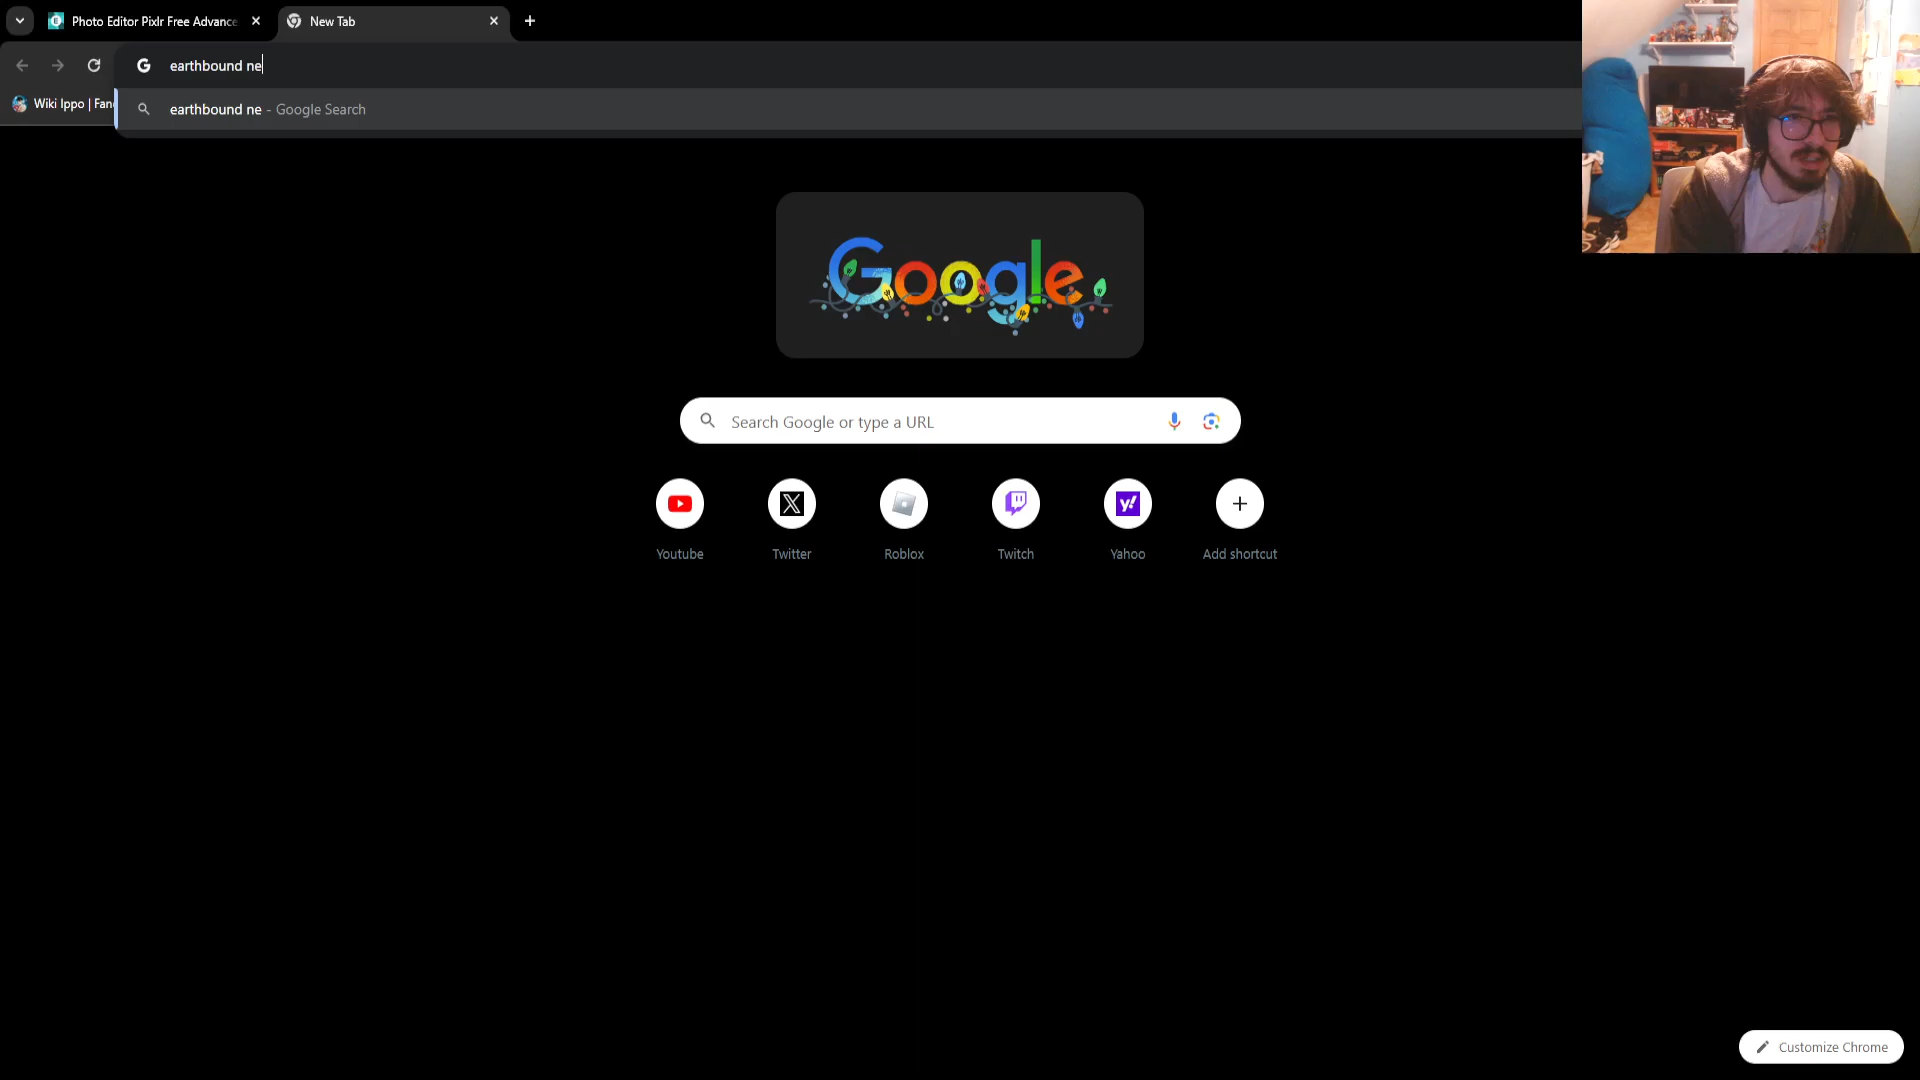 Photo Editor Pixlr Free Advance
New Tab
earthbound ne
Wiki Ippo | Fan
earthbound ne - Google Search
Google
Search Google or type a URL
Youtube
Twitter
Roblox
Twitch
Yahoo
Add shortcut
Customize Chrome